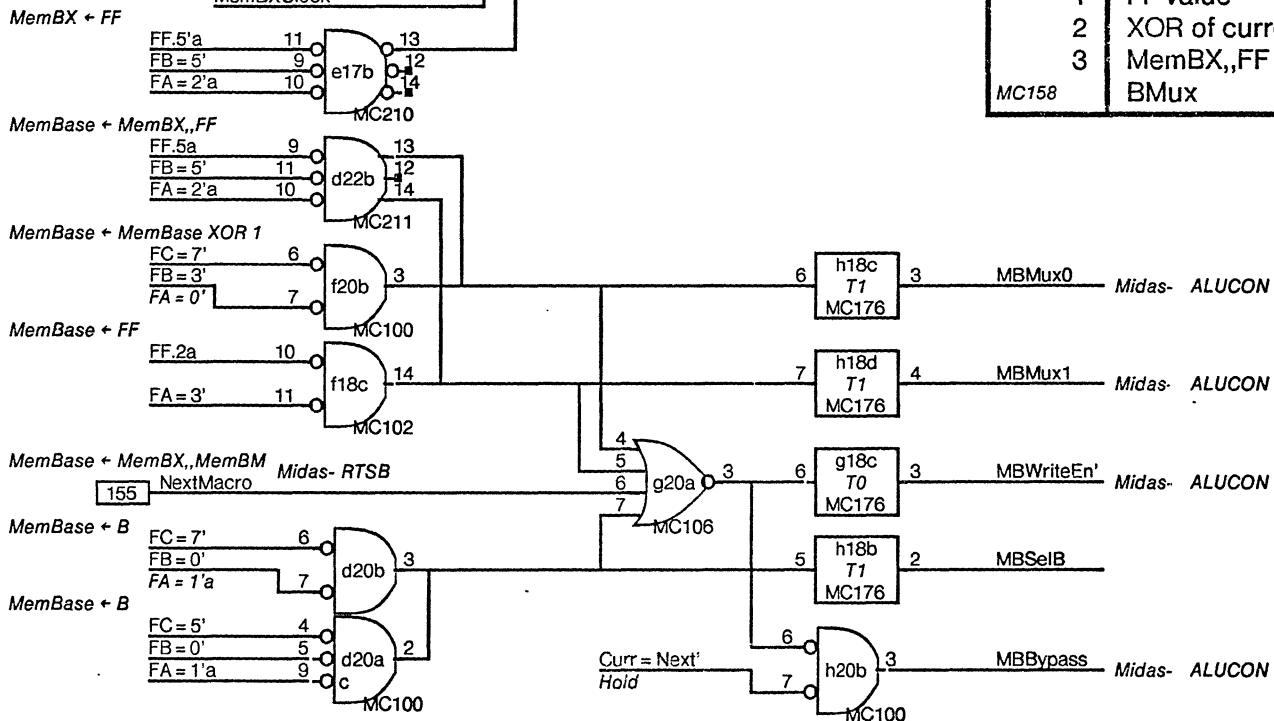 MemBX ← FF
FF.5'a 11 13
FB = 5' 9 e17b 12
FA = 2'a 10 14
MC210
MemBase ← MemBX,,FF
FF.5a 9 13
FB = 5' 11 d22b 12
FA = 2'a 10 14
MC211
MemBase ← MemBase XOR 1
FC = 7' 6
FB = 3' f20b 3
FA = 0' 7
MC100
MemBase ← FF
FF.2a 10
f18c 14
FA = 3' 11
MC102
MemBase ← MemBX,,MemBM
Midas- RTSB
155 NextMacro
4
5
6 g20a 3
7
MC106
MemBase ← B
FC = 7' 6
FB = 0' d20b 3
FA = 1'a 7
MemBase ← B
FC = 5' 4
FB = 0' 5 d20a 2
FA = 1'a 9 c
MC100
Curr = Next' 6
Hold 7 h20b 3 MBBypass Midas- ALUCON
MC100
6 h18c T1 MC176 3 MBMux0 Midas- ALUCON
7 h18d T1 MC176 4 MBMux1 Midas- ALUCON
6 g18c T0 MC176 3 MBWriteEn' Midas- ALUCON
5 h18b T1 MC176 2 MBSelB
2 XOR of curr
3 MemBX,,FF
MC158 BMux